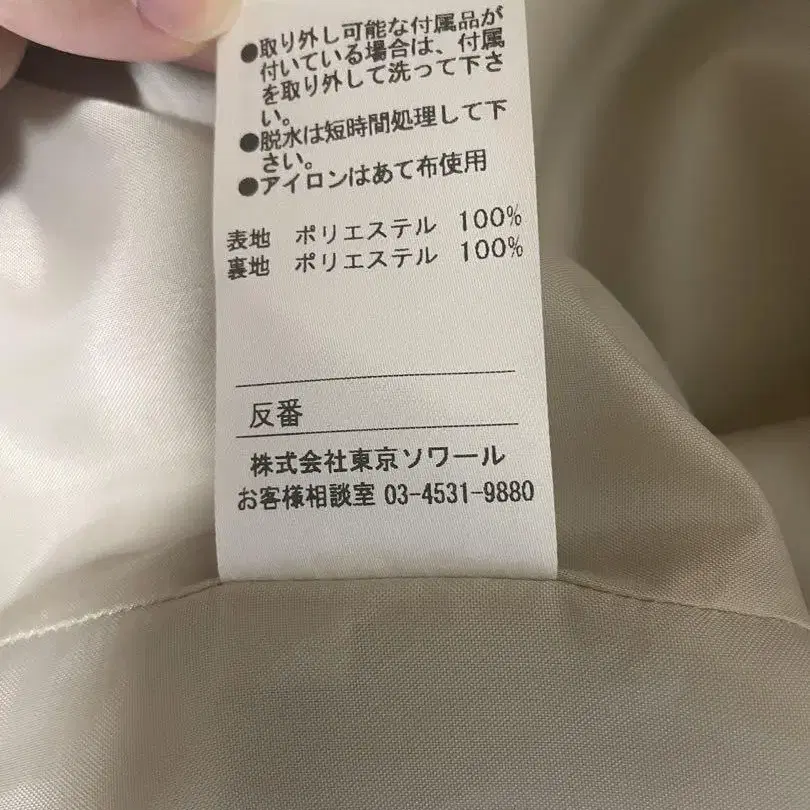 ●取り外し可能な付属品が
付いている場合は、付属
を取り外して洗って下さ
い。
●脱水は短時間処理して下
さい。
●アイロンはあて布使用
表地 ポリエステル 100%
裏地 ポリエステル 100%
反番
株式会社東京ソワール
お客様相談室 03-4531-9880